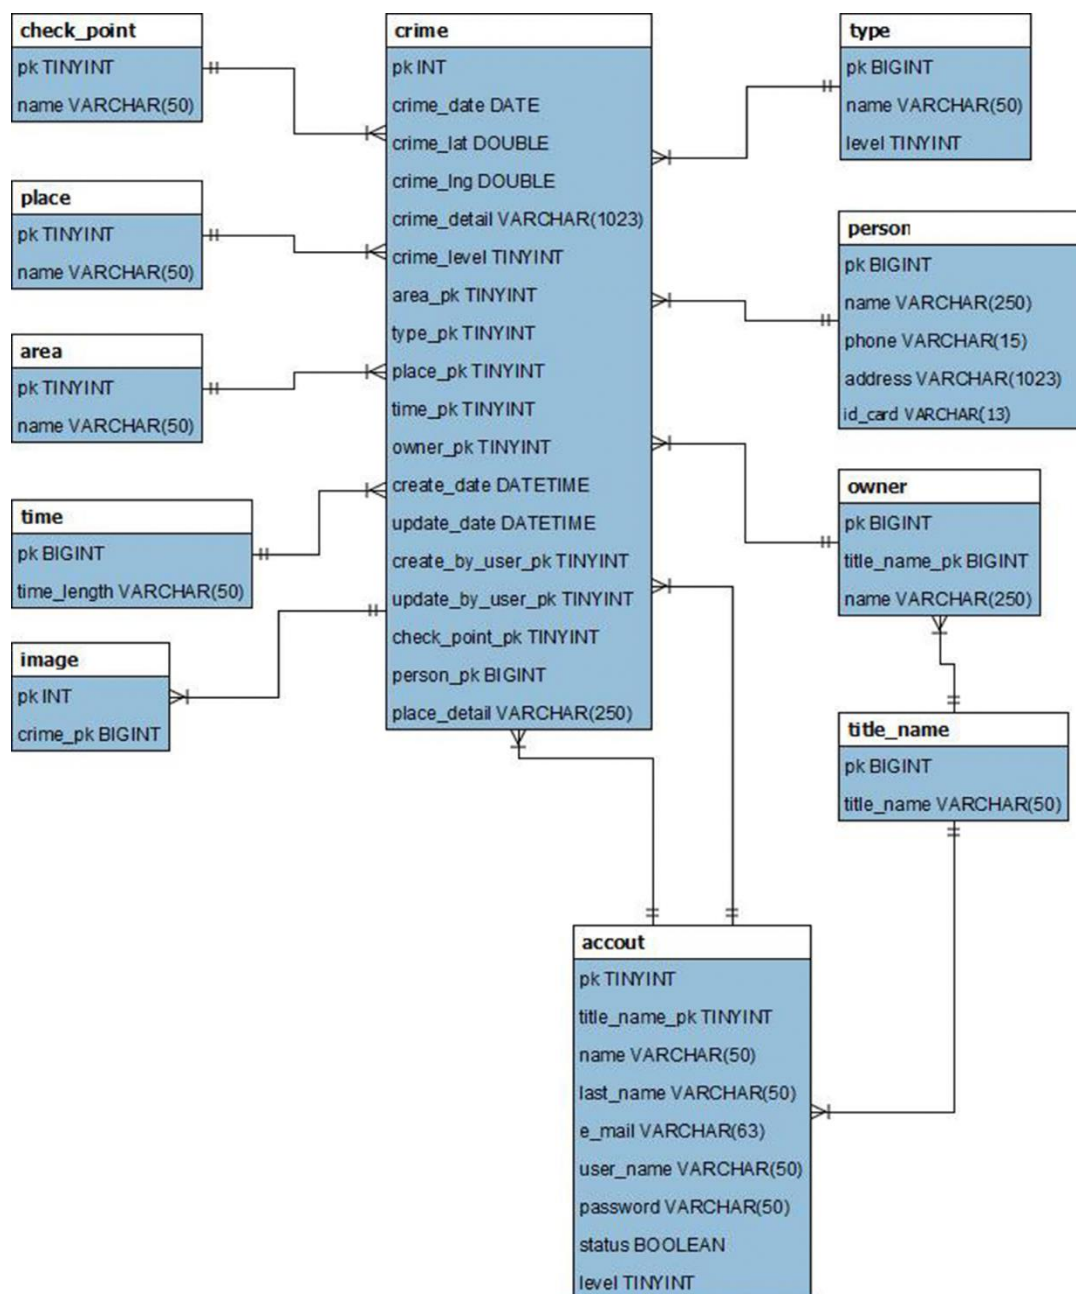 check_point
pk TINYINT
name VARCHAR(50)
place
pk TINYINT
name VARCHAR(50)
area
pk TINYINT
name VARCHAR(50)
time
pk BIGINT
time_length VARCHAR(50)
image
pk INT
crime_pk BIGINT
crime
pk INT
crime_date DATE
crime_lat DOUBLE
crime_lng DOUBLE
crime_detail VARCHAR(1023)
crime_level TINYINT
area_pk TINYINT
type_pk TINYINT
place_pk TINYINT
time_pk TINYINT
owner_pk TINYINT
create_date DATETIME
update_date DATETIME
create_by_user_pk TINYINT
update_by_user_pk TINYINT
check_point_pk TINYINT
person_pk BIGINT
place_detail VARCHAR(250)
type
pk BIGINT
name VARCHAR(50)
level TINYINT
person
pk BIGINT
name VARCHAR(250)
phone VARCHAR(15)
address VARCHAR(1023)
id_card VARCHAR(13)
owner
pk BIGINT
title_name_pk BIGINT
name VARCHAR(250)
title_name
pk BIGINT
title_name VARCHAR(50)
accout
pk TINYINT
title_name_pk TINYINT
name VARCHAR(50)
last_name VARCHAR(50)
e_mail VARCHAR(63)
user_name VARCHAR(50)
password VARCHAR(50)
status BOOLEAN
level TINYINT